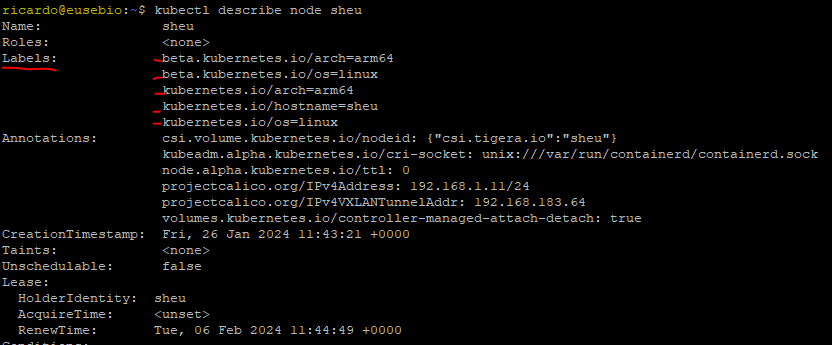 ricardo@eusebio:~$ kubectl describe node sheu
Name: sheu
Roles: <none>
Labels: beta.kubernetes.io/arch=arm64
beta.kubernetes.io/os=linux
kubernetes.io/arch=arm64
kubernetes.io/hostname=sheu
kubernetes.io/os=linux
Annotations: csi.volume.kubernetes.io/nodeid: {"csi.tigera.io":"sheu"}
kubeadm.alpha.kubernetes.io/cri-socket: unix:///var/run/containerd/containerd.sock
node.alpha.kubernetes.io/ttl: 0
projectcalico.org/IPv4Address: 192.168.1.11/24
projectcalico.org/IPv4VXLANTunnelAddr: 192.168.183.64
volumes.kubernetes.io/controller-managed-attach-detach: true
CreationTimestamp: Fri, 26 Jan 2024 11:43:21 +0000
Taints: <none>
Unschedulable: false
Lease:
HolderIdentity: sheu
AcquireTime: <unset>
RenewTime: Tue, 06 Feb 2024 11:44:49 +0000
Conditions: